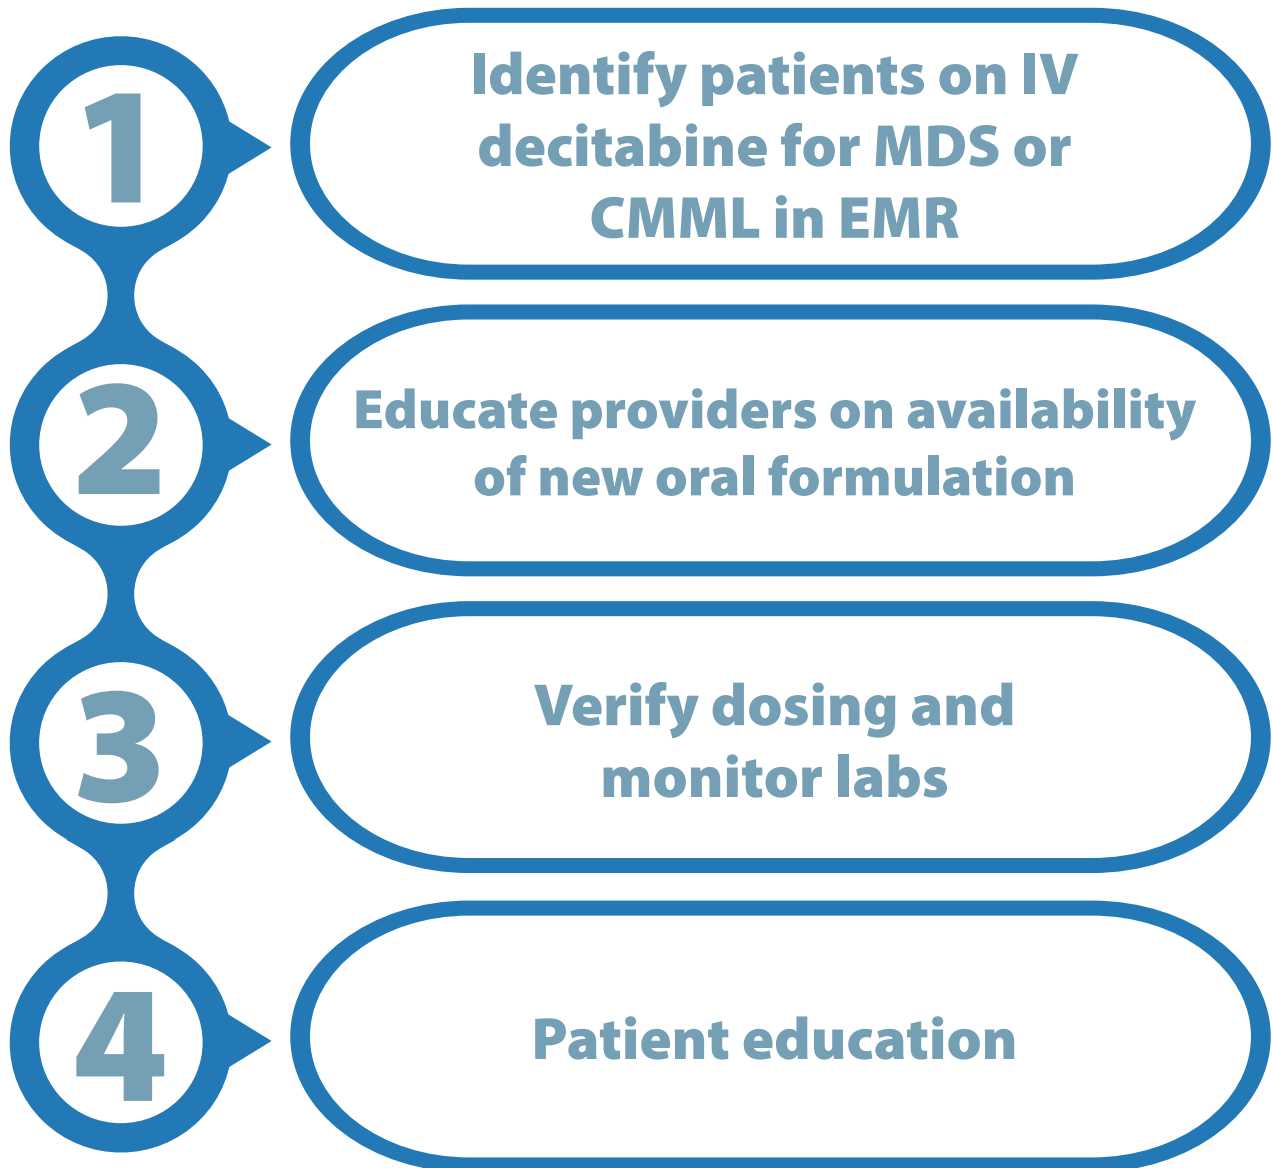 1
Identify patients on IV
decitabine for MDS or
CMML in EMR
2
Educate providers on availability
of new oral formulation
3
Verify dosing and
monitor labs
4
Patient education